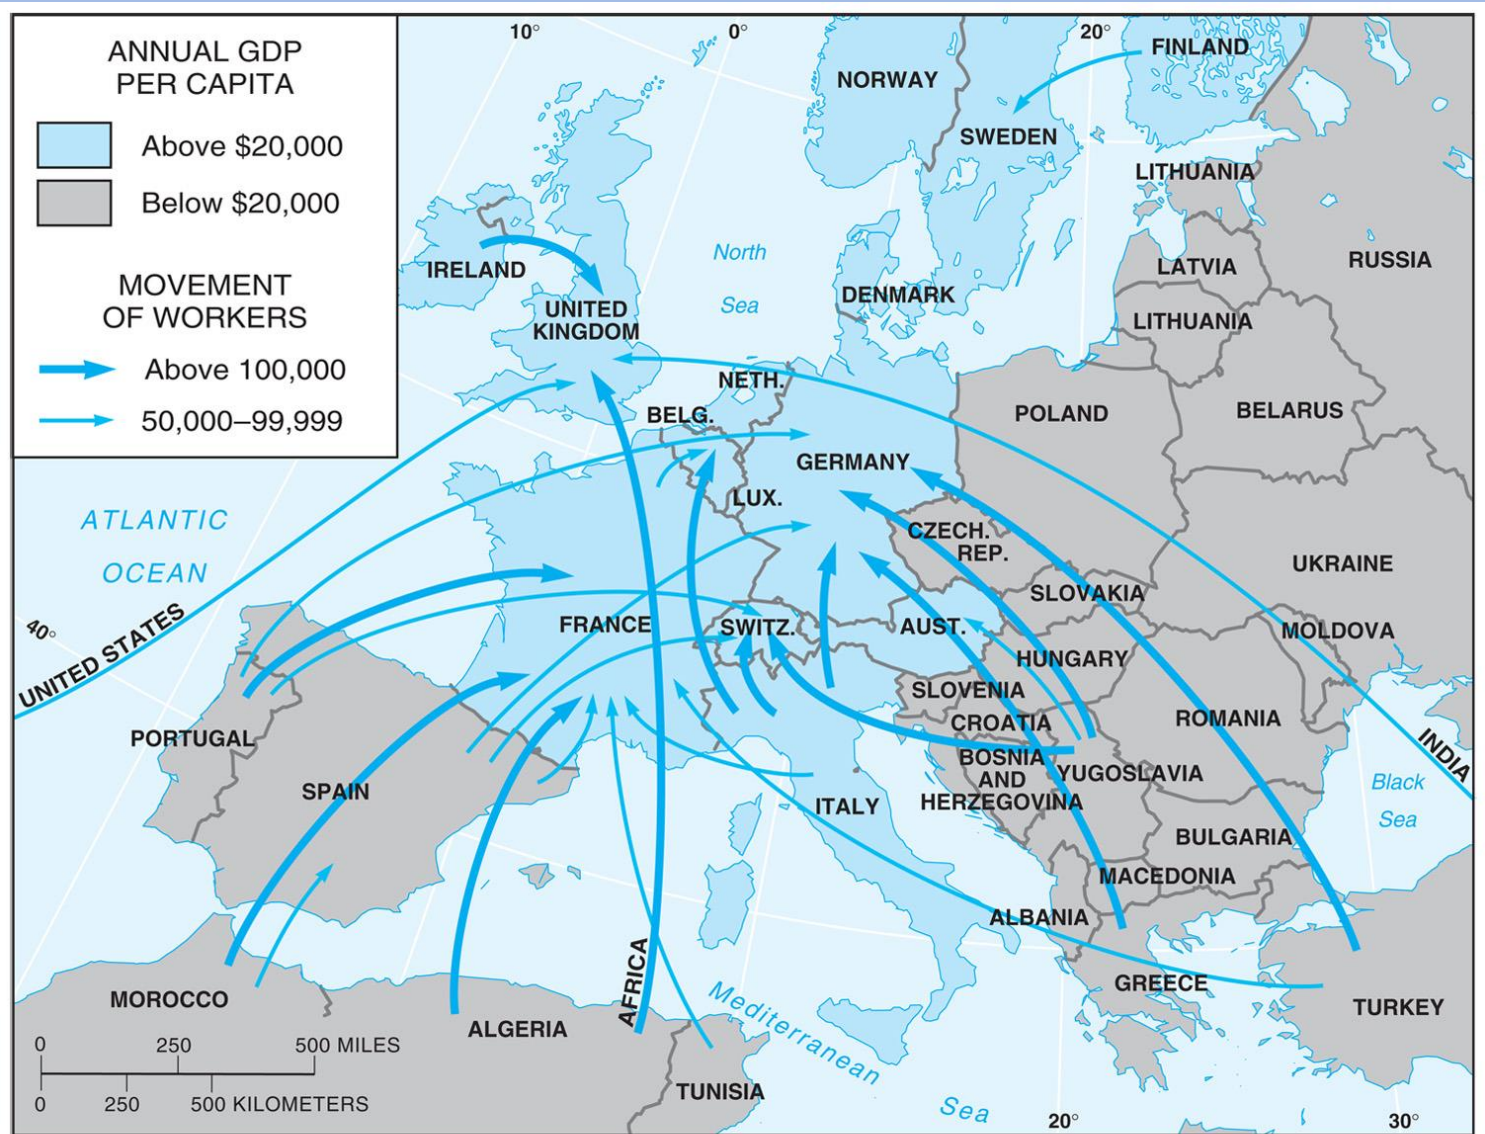 ANNUAL GDP
PER CAPITA
Above $20,000
Below $20,000
MOVEMENT
OF WORKERS
Above 100,000
50,000–99,999
10°
0°
20°
FINLAND
NORWAY
SWEDEN
LITHUANIA
RUSSIA
IRELAND
North
Sea
LATVIA
DENMARK
UNITED
KINGDOM
LITHUANIA
NETH.
BELG.
POLAND
BELARUS
GERMANY
LUX.
ATLANTIC
OCEAN
CZECH.
REP.
UKRAINE
SLOVAKIA
40°
UNITED STATES
FRANCE
SWITZ.
AUST.
MOLDOVA
HUNGARY
SLOVENIA
CROATIA
ROMANIA
PORTUGAL
INDIA
BOSNIA
AND
HERZEGOVINA
YUGOSLAVIA
Black
Sea
SPAIN
ITALY
BULGARIA
MACEDONIA
ALBANIA
AFRICA
GREECE
MOROCCO
ALGERIA
Mediterranean
Sea
TURKEY
TUNISIA
0 250 500 MILES
0 250 500 KILOMETERS
20°
30°